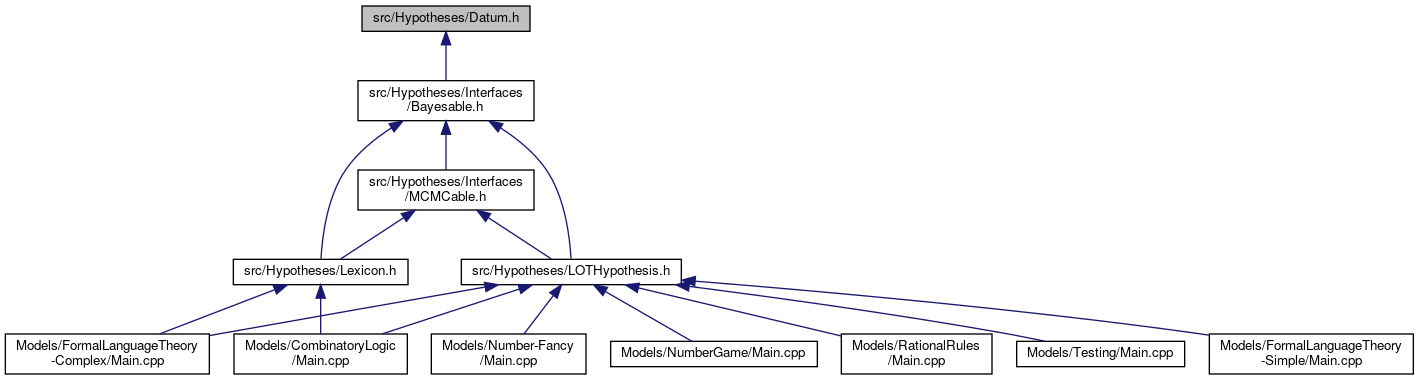 src/Hypotheses/Datum.h
src/Hypotheses/Interfaces
/Bayesable.h
src/Hypotheses/Interfaces
/MCMCable.h
src/Hypotheses/Lexicon.h
src/Hypotheses/LOTHypothesis.h
Models/FormalLanguageTheory
-Complex/Main.cpp
Models/CombinatoryLogic
/Main.cpp
Models/Number-Fancy
/Main.cpp
Models/NumberGame/Main.cpp
Models/RationalRules
/Main.cpp
Models/Testing/Main.cpp
Models/FormalLanguageTheory
-Simple/Main.cpp